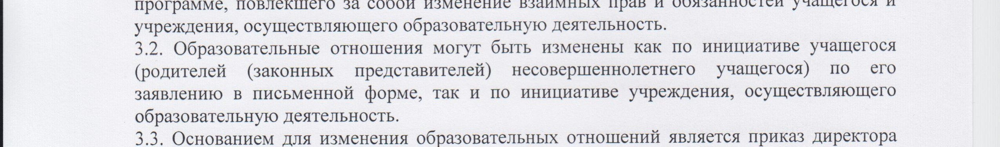 программе, повлекшего за собой изменение взаимных прав и обязанностей учащегося и
учреждения, осуществляющего образовательную деятельность.
3.2. Образовательные отношения могут быть изменены как по инициативе учащегося
(родителей (законных представителей) несовершеннолетнего учащегося) по его
заявлению в письменной форме, так и по инициативе учреждения, осуществляющего
образовательную деятельность.
3.3. Основанием для изменения образовательных отношений является приказ директора